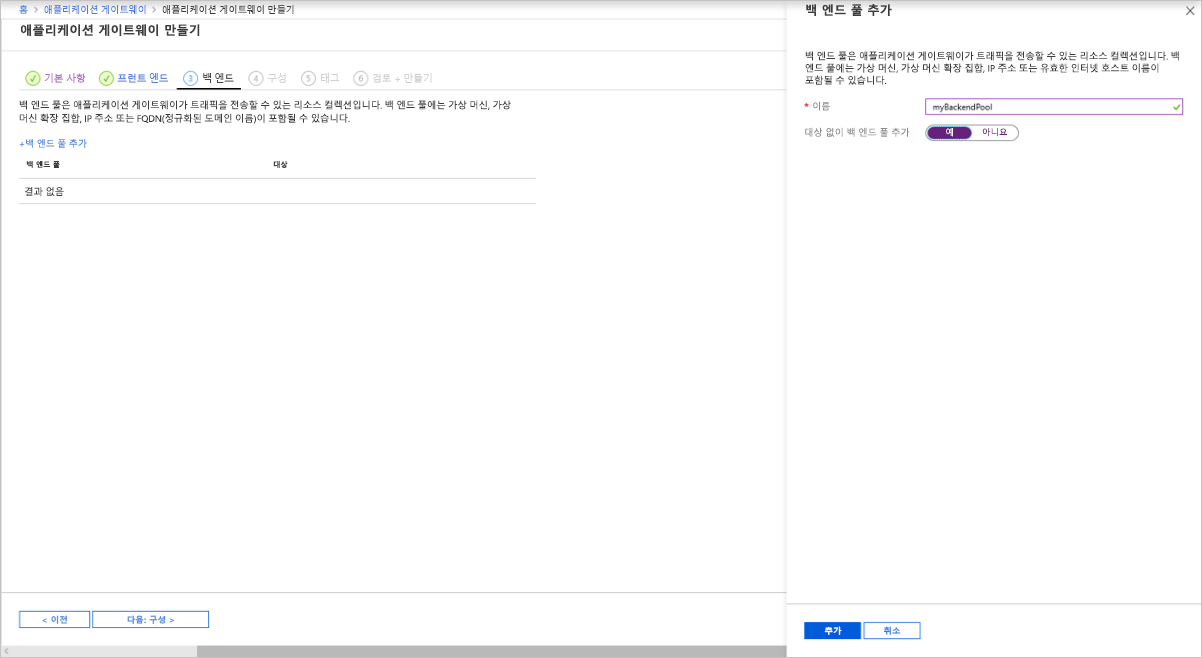 홈 > 애플리케이션 게이트웨이 > 애플리케이션 게이트웨이 만들기
애플리케이션 게이트웨이 만들기
기본 사항 프런트 엔드 3 백 엔드 4 구성 5 태그 6 검토 + 만들기
백 엔드 풀은 애플리케이션 게이트웨이가 트래픽을 전송할 수 있는 리소스 컬렉션입니다. 백 엔드 풀에는 가상 머신, 가상
머신 확장 집합, IP 주소 또는 FQDN(정규화된 도메인 이름)이 포함될 수 있습니다.
+백 엔드 풀 추가
백 엔드 풀 대상
결과 없음
< 이전 다음: 구성 >
백 엔드 풀 추가
백 엔드 풀은 애플리케이션 게이트웨이가 트래픽을 전송할 수 있는 리소스 컬렉션입니다. 백
엔드 풀에는 가상 머신, 가상 머신 확장 집합, IP 주소 또는 유효한 인터넷 호스트 이름이
포함될 수 있습니다.
* 이름 myBackendPool
대상 없이 백 엔드 풀 추가 예 아니요
추가 취소